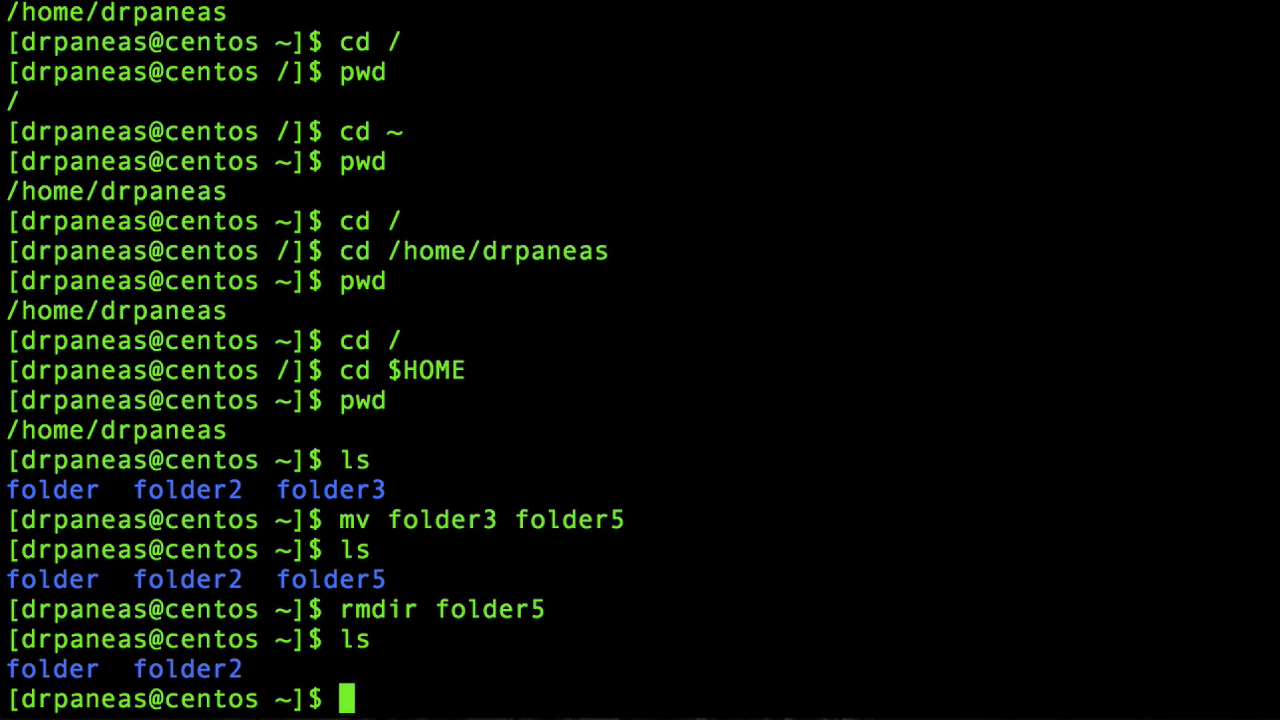 /home/drpaneas
[drpaneas@centos ~]$ cd /
[drpaneas@centos /]$ pwd
/
[drpaneas@centos /]$ cd ~
[drpaneas@centos ~]$ pwd
/home/drpaneas
[drpaneas@centos ~]$ cd /
[drpaneas@centos /]$ cd /home/drpaneas
[drpaneas@centos ~]$ pwd
/home/drpaneas
[drpaneas@centos ~]$ cd /
[drpaneas@centos /]$ cd $HOME
[drpaneas@centos ~]$ pwd
/home/drpaneas
[drpaneas@centos ~]$ ls
folder  folder2  folder3
[drpaneas@centos ~]$ mv folder3 folder5
[drpaneas@centos ~]$ ls
folder  folder2  folder5
[drpaneas@centos ~]$ rmdir folder5
[drpaneas@centos ~]$ ls
folder  folder2
[drpaneas@centos ~]$